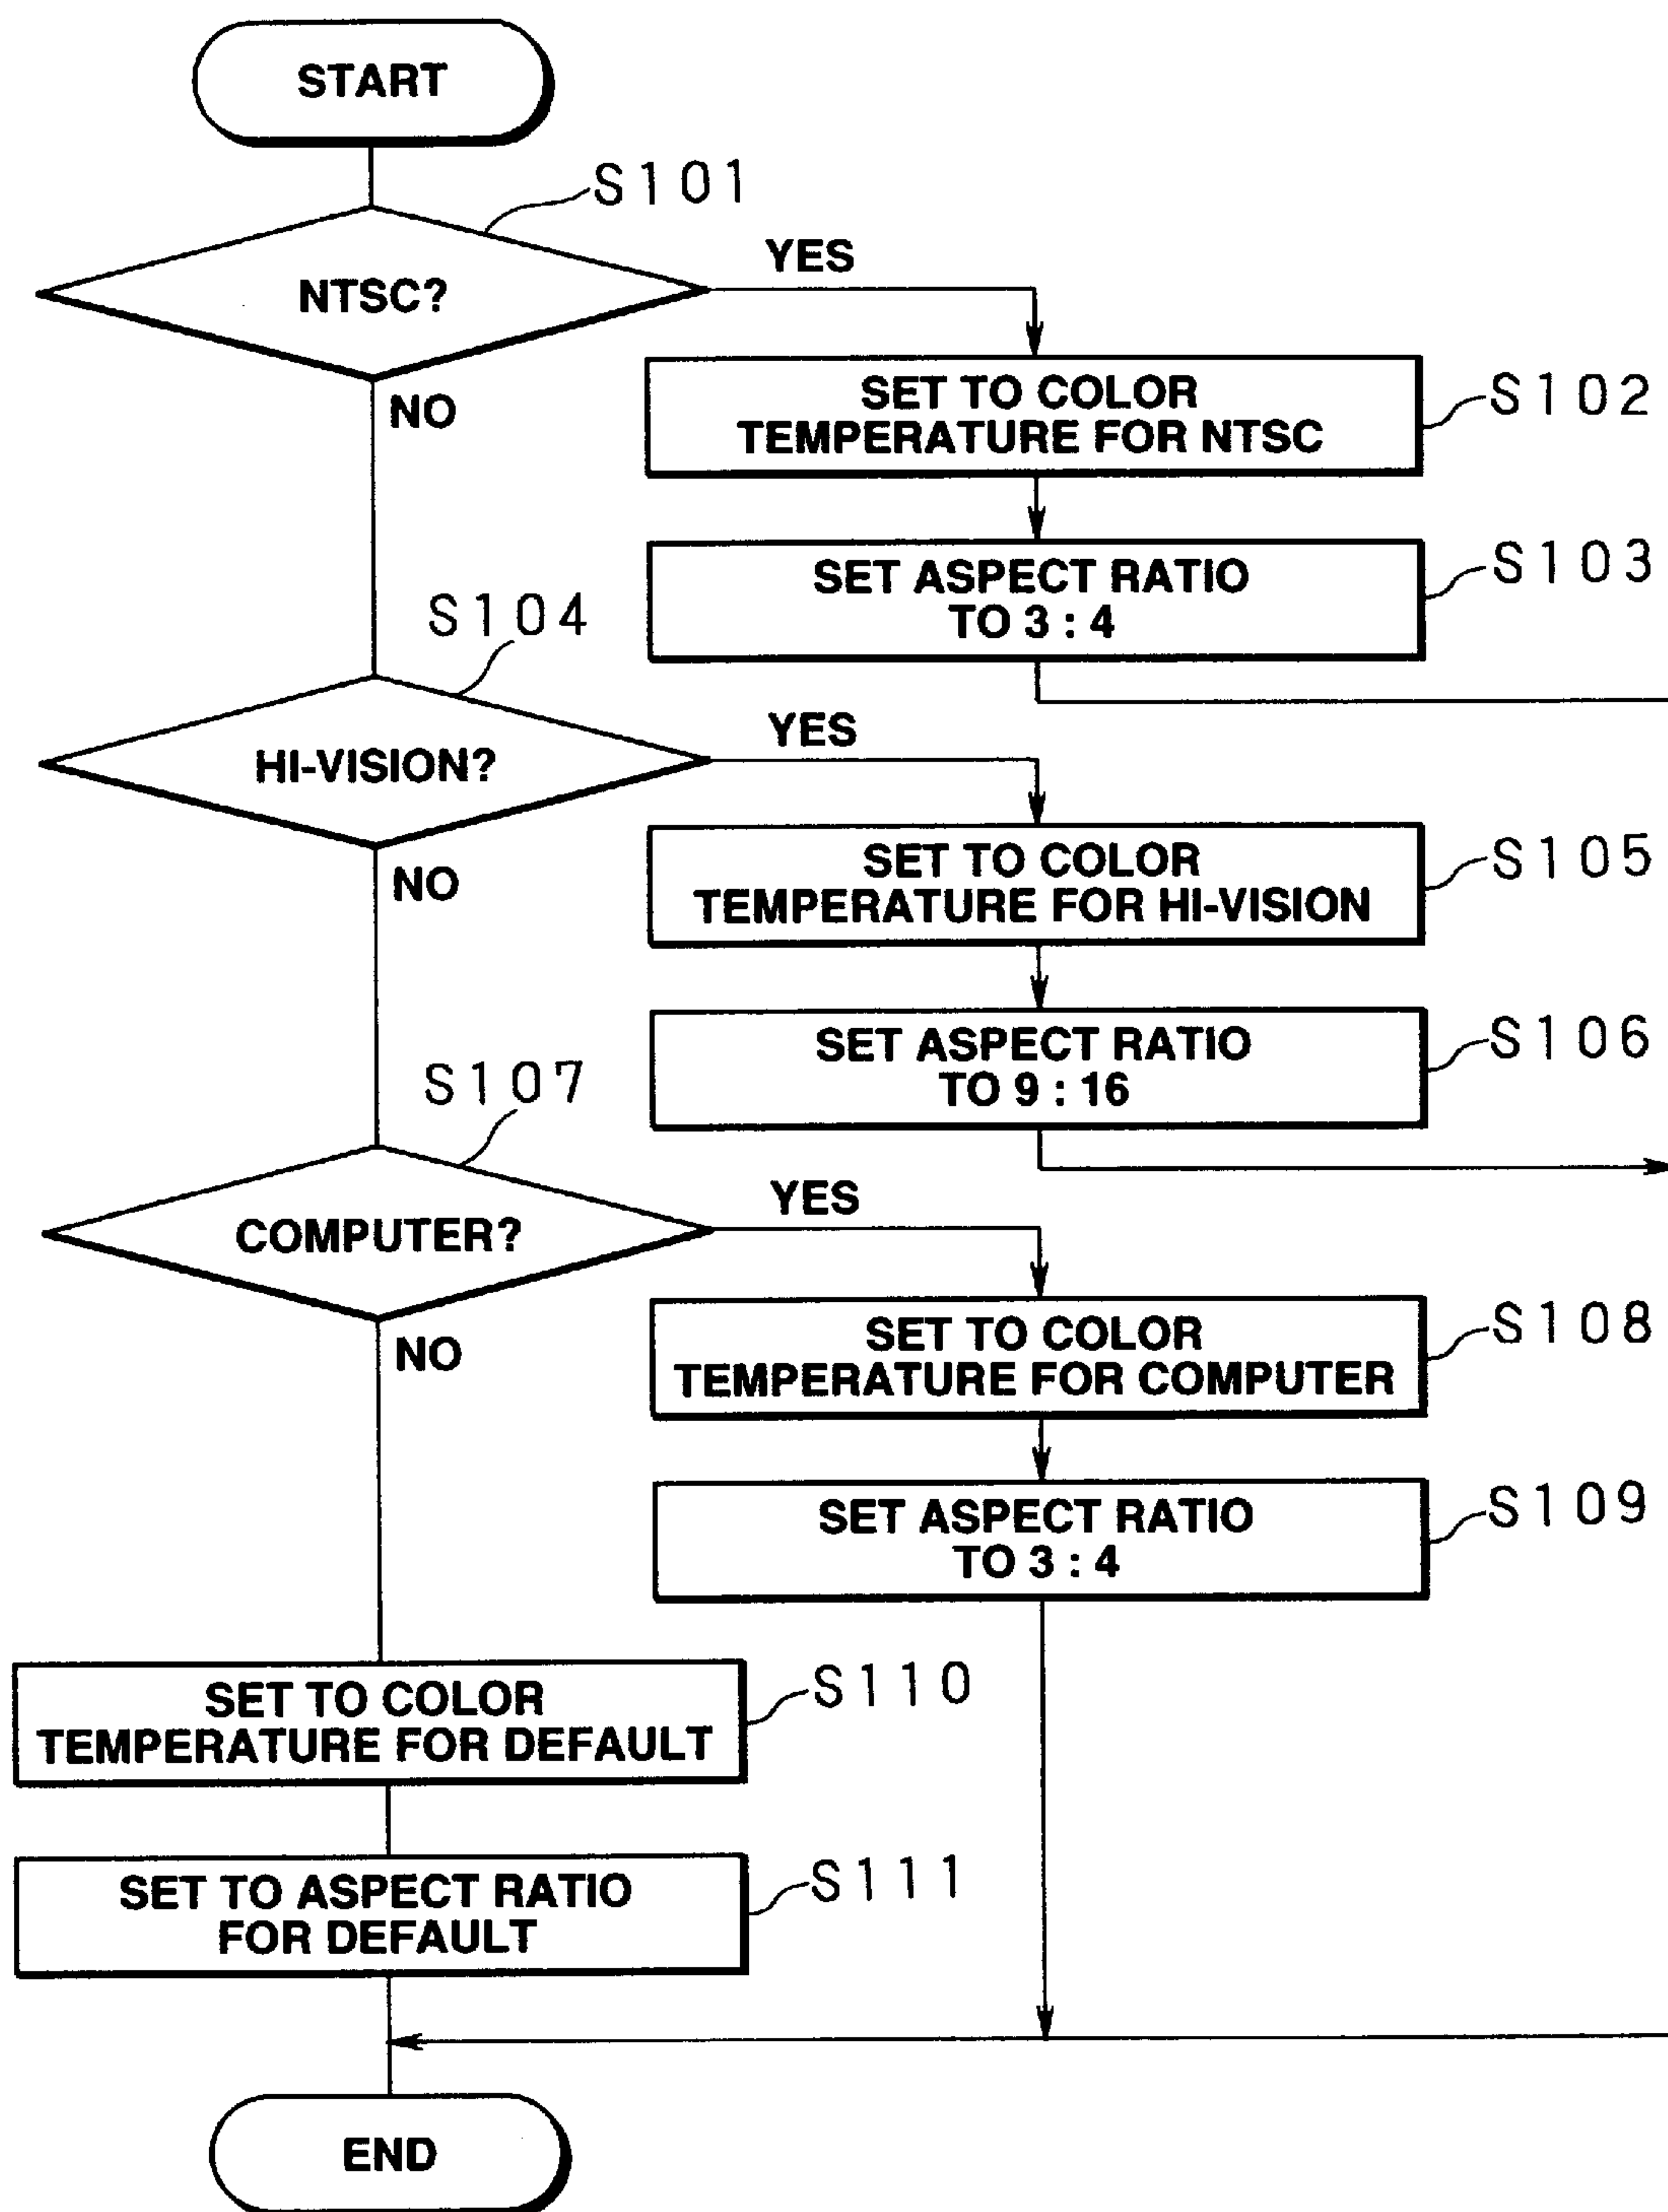 START
S101
NTSC?
YES
NO
SET TO COLOR
TEMPERATURE FOR NTSC
S102
SET ASPECT RATIO
TO 3 : 4
S103
S104
HI-VISION?
YES
NO
SET TO COLOR
TEMPERATURE FOR HI-VISION
S105
SET ASPECT RATIO
TO 9 : 16
S106
S107
COMPUTER?
YES
NO
SET TO COLOR
TEMPERATURE FOR COMPUTER
S108
SET ASPECT RATIO
TO 3 : 4
S109
SET TO COLOR
TEMPERATURE FOR DEFAULT
S110
SET TO ASPECT RATIO
FOR DEFAULT
S111
END